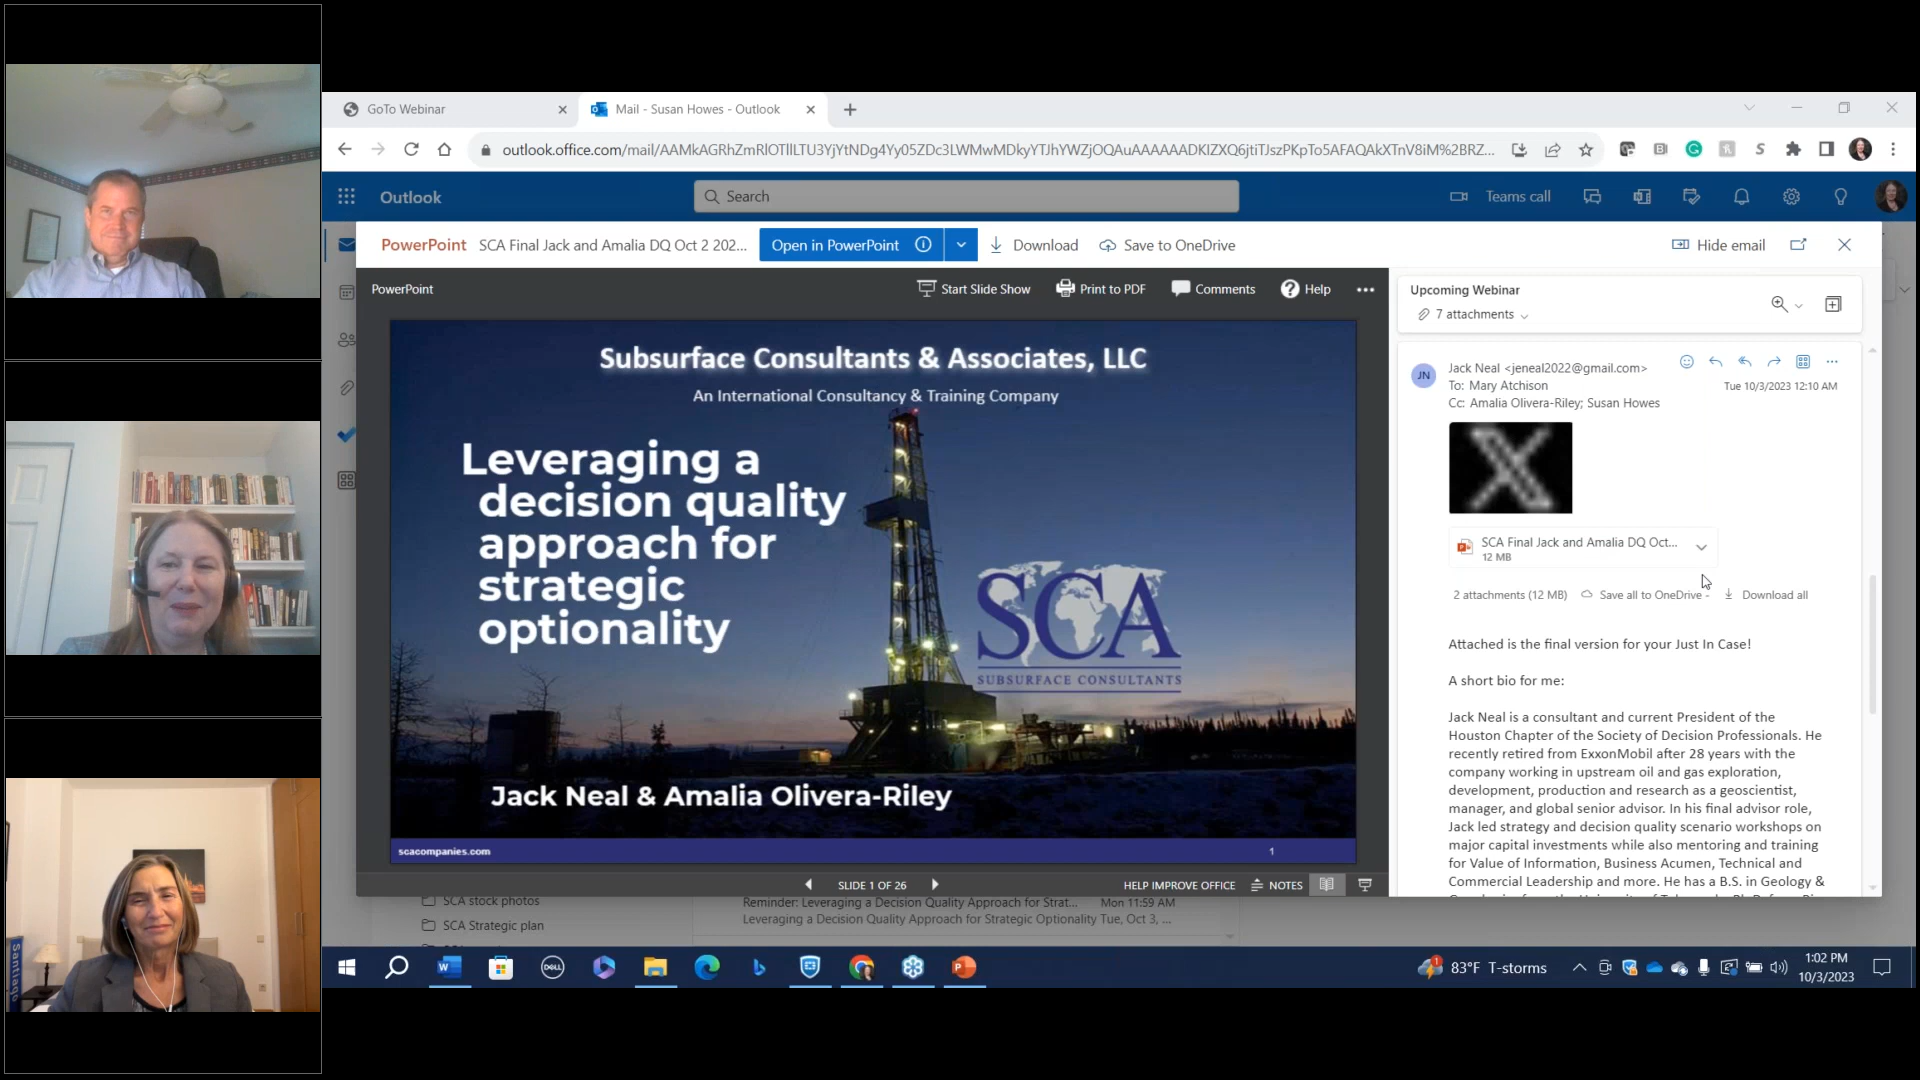 GoTo Webinar
Mail - Susan Howes - Outlook
Outlook
Search
Teams call
PowerPoint
SCA Final Jack and Amalia DQ Oct 2 202...
Open in PowerPoint
Download
Save to OneDrive
Hide email
PowerPoint
Start Slide Show
Print to PDF
Comments
Help
Subsurface Consultants & Associates, LLC
An International Consultancy & Training Company
Leveraging a
decision quality
approach for
strategic
optionality
SCA
SUBSURFACE CONSULTANTS
Jack Neal & Amalia Olivera-Riley
scacompanies.com
1
SLIDE 1 OF 26
HELP IMPROVE OFFICE
NOTES
Upcoming Webinar
7 attachments
JN
Jack Neal <jeneal2022@gmail.com>
To: Mary Atchison
Cc: Amalia Olivera-Riley; Susan Howes
Tue 10/3/2023 12:10 AM
X
SCA Final Jack and Amalia DQ Oct...
12 MB
2 attachments (12 MB)
Save all to OneDrive -
Download all
Attached is the final version for your Just In Case!
A short bio for me:
Jack Neal is a consultant and current President of the
Houston Chapter of the Society of Decision Professionals. He
recently retired from ExxonMobil after 28 years with the
company working in upstream oil and gas exploration,
development, production and research as a geoscientist,
manager, and global senior advisor. In his final advisor role,
Jack led strategy and decision quality scenario workshops on
major capital investments while also mentoring and training
for Value of Information, Business Acumen, Technical and
Commercial Leadership and more. He has a B.S. in Geology &
SCA stock photos
SCA Strategic plan
Reminder: Leveraging a Decision Quality Approach for Strat...
Mon 11:59 AM
Leveraging a Decision Quality Approach for Strategic Optionality Tue, Oct 3, ...
DELL
83°F T-storms
1:02 PM
10/3/2023
Santiago